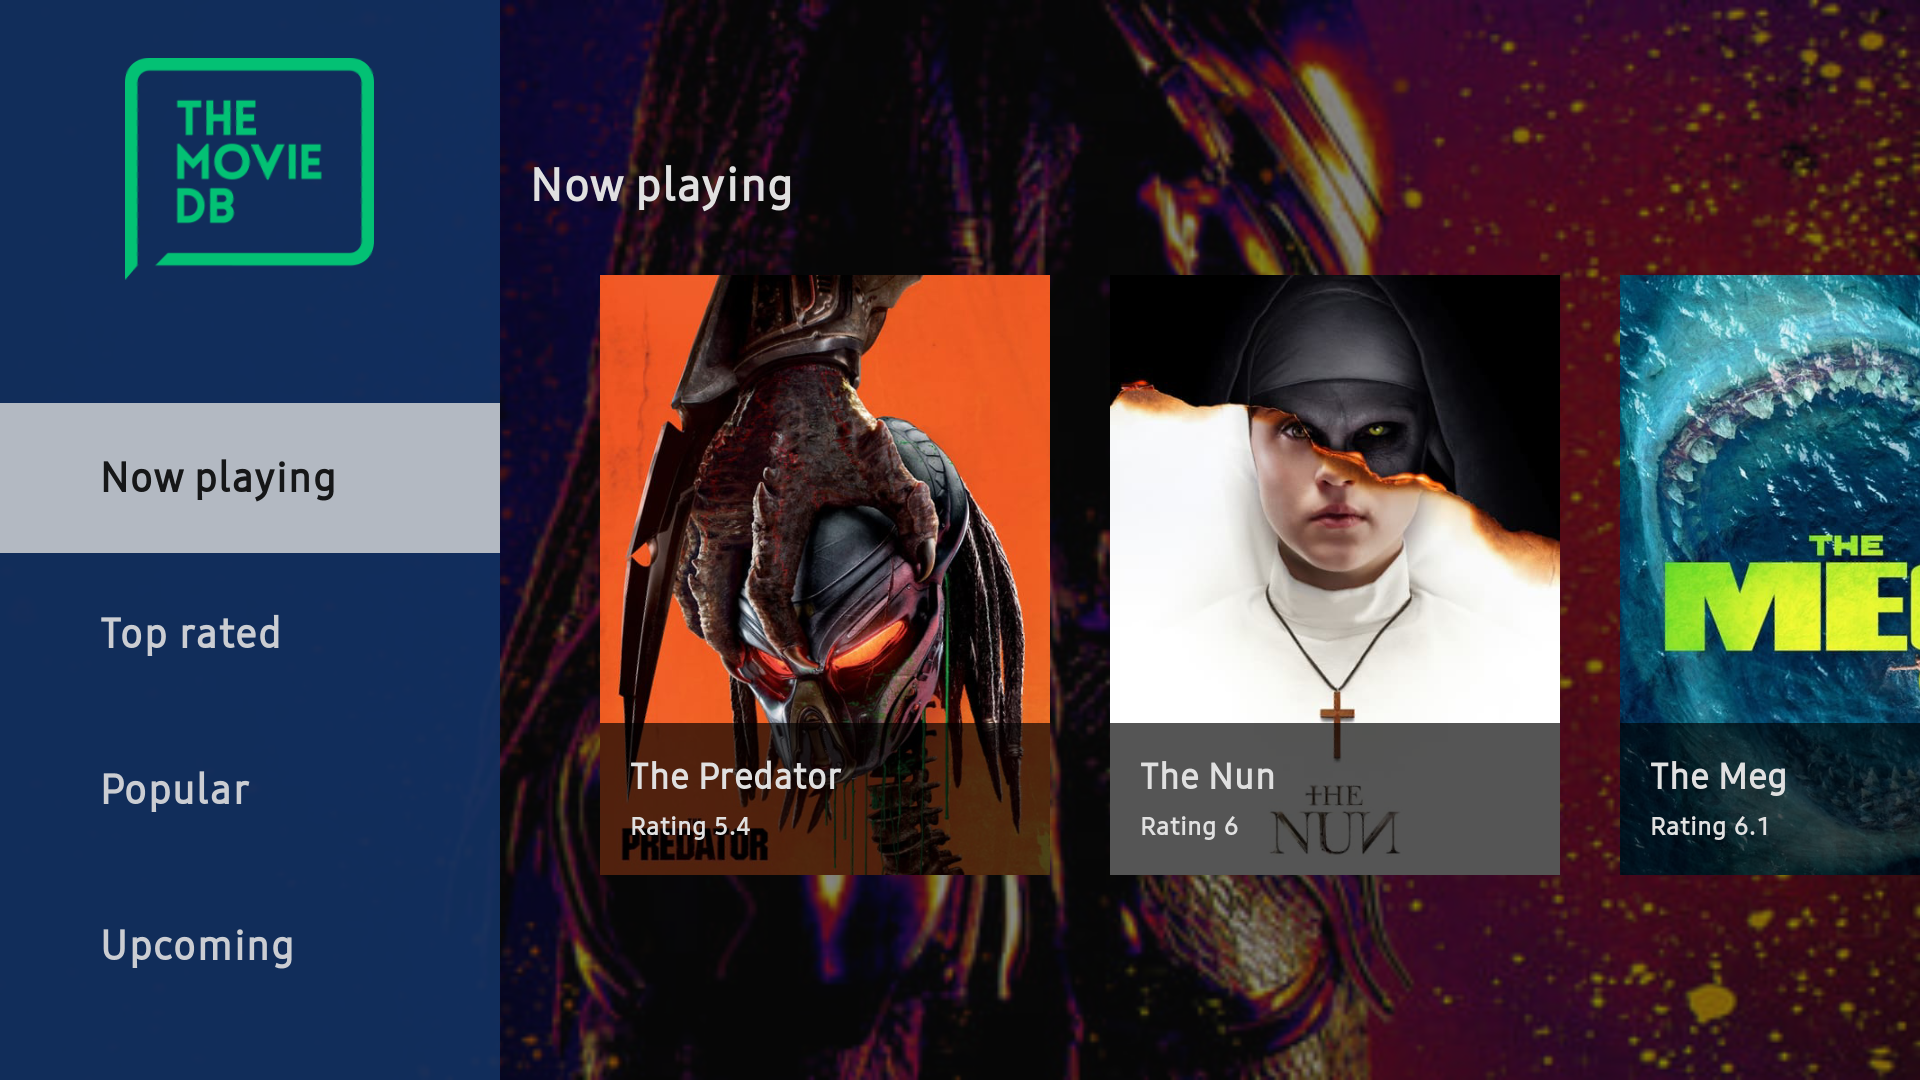 THE
MOVIE
DB
Now playing
Top rated
Popular
Upcoming
Now playing
The Predator
Rating 5.4
PREDATOR
THE
NUN
The Nun
Rating 6
THE
ME
The Meg
Rating 6.1